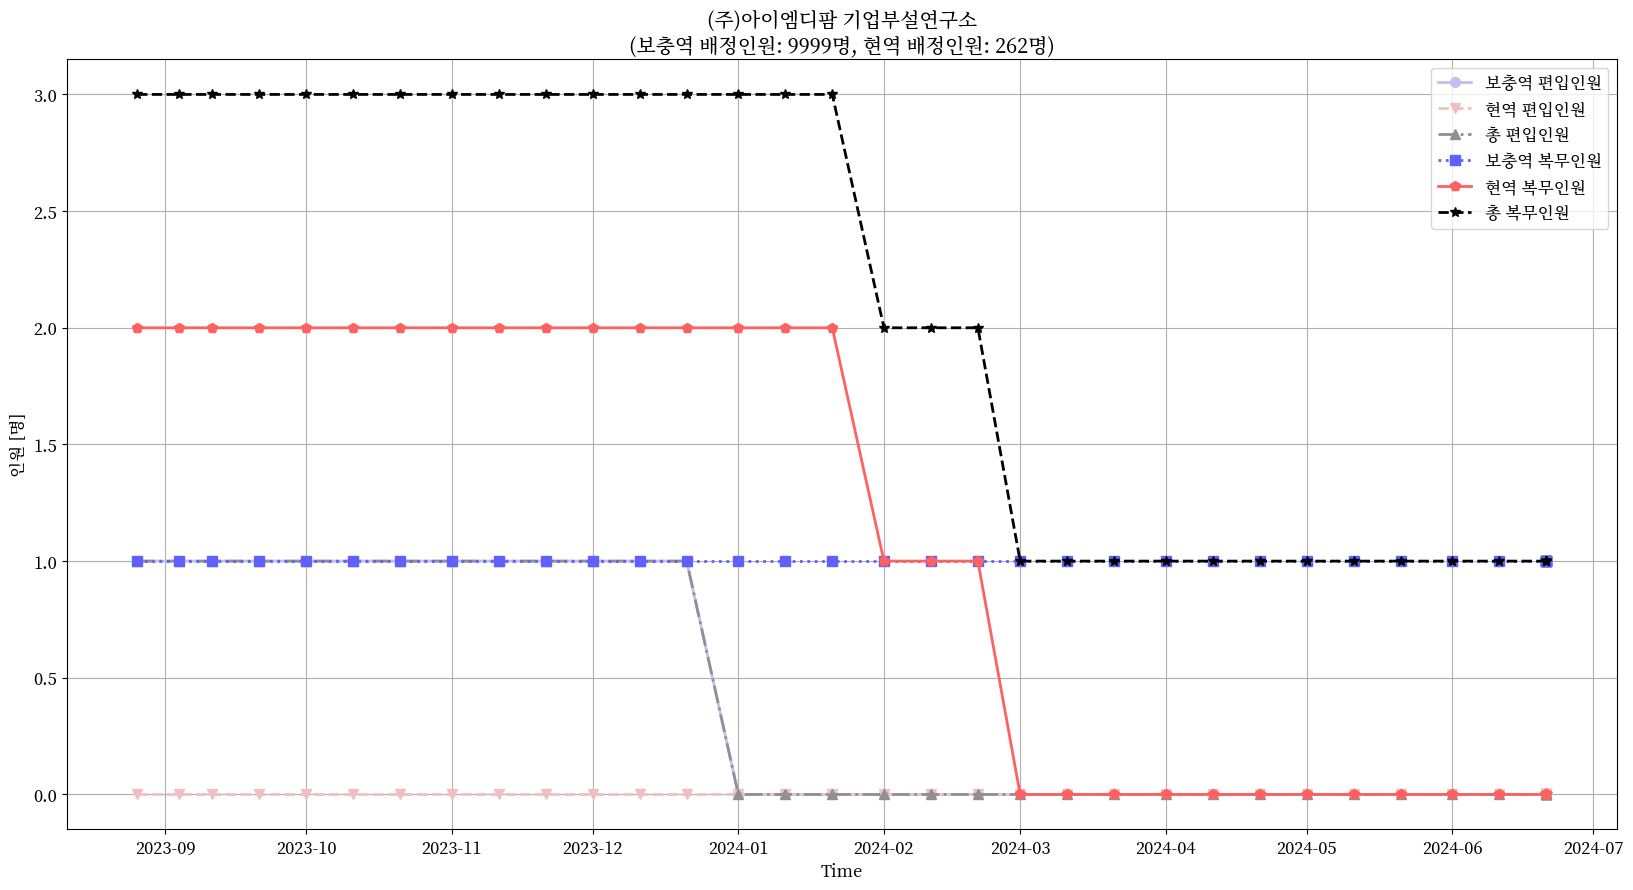 (주)아이엠디팜 기업부설연구소
(보충역 배정인원: 9999명, 현역 배정인원: 262명)
보충역 편입인원
현역 편입인원
총 편입인원
보충역 복무인원
현역 복무인원
총 복무인원
3.0
2.5
2.0
1.5
1.0
0.5
0.0
인원 [명]
2023-09 2023-10 2023-11 2023-12 2024-01 2024-02 2024-03 2024-04 2024-05 2024-06 2024-07
Time